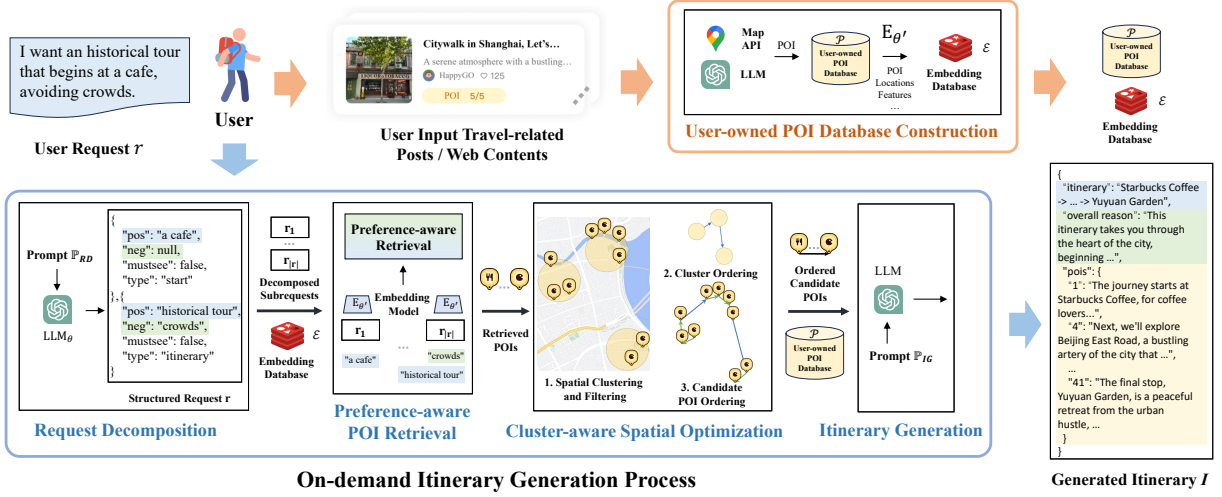 I want an historical tour
that begins at a cafe,
avoiding crowds.
User Request r
User
Citywalk in Shanghai, Let's…
A serene atmosphere with a bustling…
HappyGO 125
POI 5/5
User Input Travel-related
Posts / Web Contents
Map
API
LLM
POI
𝒫
User-owned
POI
Database
E_θ′
POI
Locations
Features
…
ℰ
Embedding
Database
User-owned POI Database Construction
𝒫
User-owned
POI
Database
ℰ
Embedding
Database
Prompt ℙ_RD
LLM_θ
{
"pos": "a cafe",
"neg": null,
"mustsee": false,
"type": "start"
},{
"pos": "historical tour",
"neg": "crowds",
"mustsee": false,
"type": "itinerary"
}
Structured Request r
Request Decomposition
r₁
…
r|r|
Decomposed
Subrequests
ℰ
Embedding
Database
Preference-aware
Retrieval
Embedding
Model
E_θ′
E_θ′
r₁
r|r|
…
"a cafe"
"crowds"
"historical tour"
Preference-aware
POI Retrieval
…
Retrieved
POIs
1. Spatial Clustering
and Filtering
2. Cluster Ordering
3. Candidate
POI Ordering
Cluster-aware Spatial Optimization
…
Ordered
Candidate
POIs
𝒫
User-owned
POI
Database
LLM
Prompt ℙ_IG
Itinerary Generation
On-demand Itinerary Generation Process
{
"itinerary": "Starbucks Coffee
-> … -> Yuyuan Garden",
"overall reason": "This
itinerary takes you through
the heart of the city,
beginning …",
"pois": {
"1": "The journey starts at
Starbucks Coffee, for coffee
lovers...",
"4": "Next, we'll explore
Beijing East Road, a bustling
artery of the city that …",
…
"41": "The final stop,
Yuyuan Garden, is a peaceful
retreat from the urban
hustle, …
}
}
Generated Itinerary I